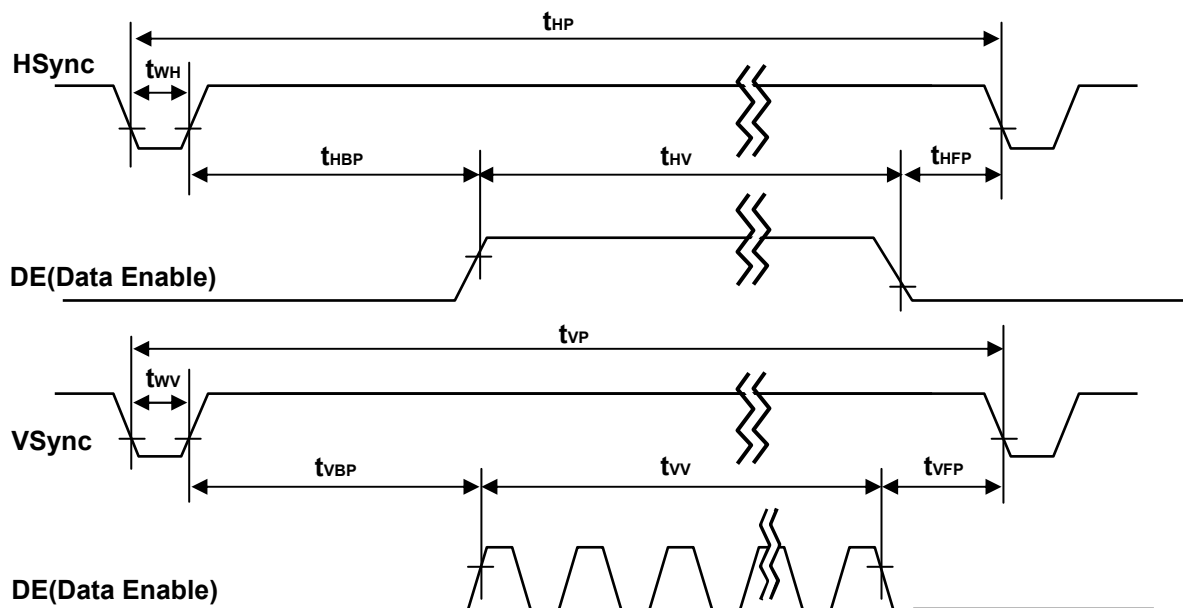 tHP
HSync
tWH
tHBP
tHV
tHFP
DE(Data Enable)
tVP
tWV
VSync
tVBP
tVV
tVFP
DE(Data Enable)